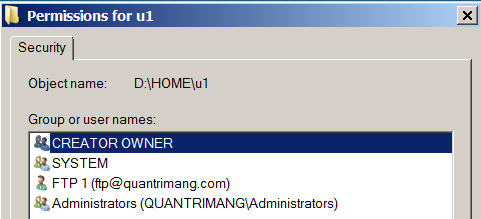 Permissions for u1
Security
Object name: D:\HOME\u1
Group or user names:
CREATOR OWNER
SYSTEM
FTP 1 (ftp@quantrimang.com)
Administrators (QUANTRIMANG\Administrators)